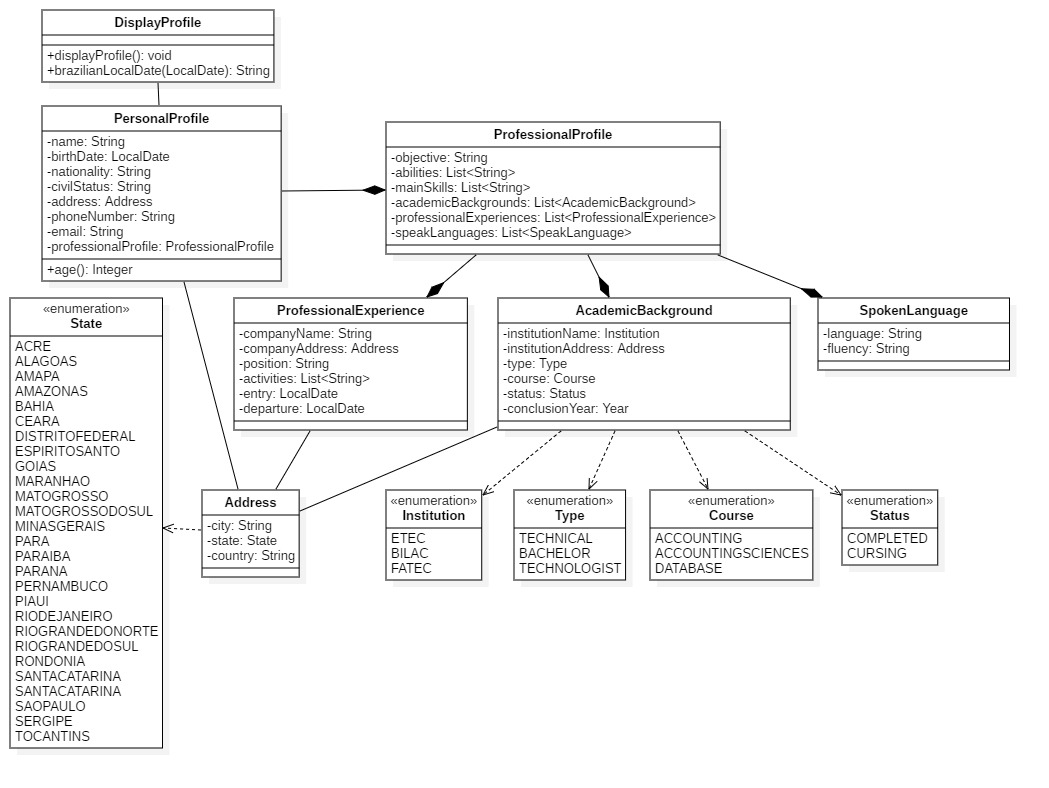 DisplayProfile
+displayProfile(): void
+brazilianLocalDate(LocalDate): String
PersonalProfile
-name: String
-birthDate: LocalDate
-nationality: String
-civilStatus: String
-address: Address
-phoneNumber: String
-email: String
-professionalProfile: ProfessionalProfile
+age(): Integer
ProfessionalProfile
-objective: String
-abilities: List<String>
-mainSkills: List<String>
-academicBackgrounds: List<AcademicBackground>
-professionalExperiences: List<ProfessionalExperience>
-speakLanguages: List<SpeakLanguage>
«enumeration»
State
ACRE
ALAGOAS
AMAPA
AMAZONAS
BAHIA
CEARA
DISTRITOFEDERAL
ESPIRITOSANTO
GOIAS
MARANHAO
MATOGROSSO
MATOGROSSODOSUL
MINASGERAIS
PARA
PARAIBA
PARANA
PERNAMBUCO
PIAUI
RIODEJANEIRO
RIOGRANDEDONORTE
RIOGRANDEDOSUL
RONDONIA
SANTACATARINA
SANTACATARINA
SAOPAULO
SERGIPE
TOCANTINS
ProfessionalExperience
-companyName: String
-companyAddress: Address
-position: String
-activities: List<String>
-entry: LocalDate
-departure: LocalDate
AcademicBackground
-institutionName: Institution
-institutionAddress: Address
-type: Type
-course: Course
-status: Status
-conclusionYear: Year
SpokenLanguage
-language: String
-fluency: String
Address
-city: String
-state: State
-country: String
«enumeration»
Institution
ETEC
BILAC
FATEC
«enumeration»
Type
TECHNICAL
BACHELOR
TECHNOLOGIST
«enumeration»
Course
ACCOUNTING
ACCOUNTINGSCIENCES
DATABASE
«enumeration»
Status
COMPLETED
CURSING